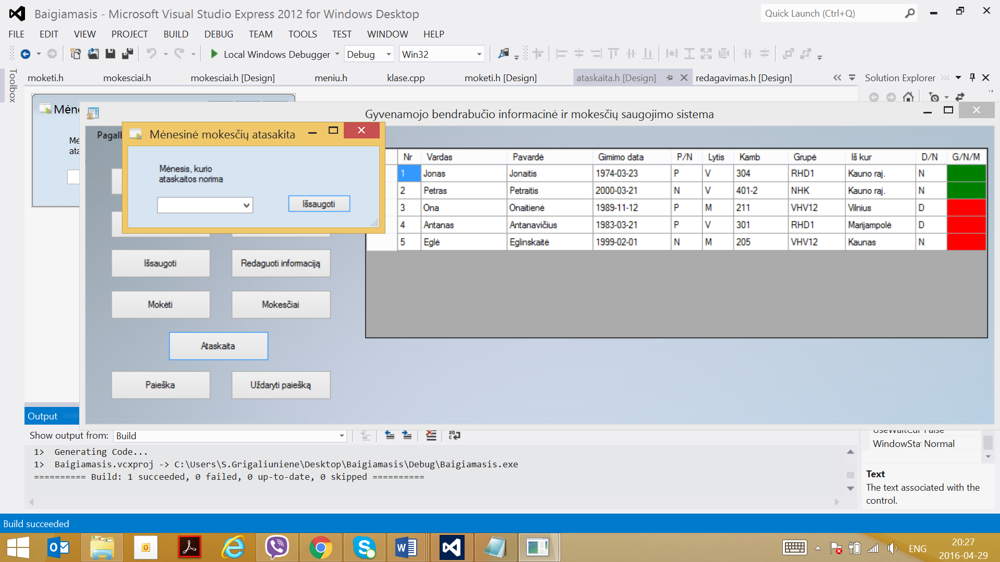 Baigiamasis - Microsoft Visual Studio Express 2012 for Windows Desktop
Quick Launch (Ctrl+Q)
FILE EDIT VIEW PROJECT BUILD DEBUG TEAM TOOLS TEST WINDOW HELP
Local Windows Debugger Debug Win32
Toolbox
moketi.h mokesciai.h mokesciai.h [Design] meniu.h klase.cpp moketi.h [Design] ataskaita.h [Design] redagavimas.h [Design]
Solution Explorer
Gyvenamojo bendrabučio informacinė ir mokesčių saugojimo sistema
Mėnesinė mokesčių atasakita
Mėnesis, kurio
ataskaitos norima
Išsaugoti
Nr Vardas Pavardė Gimimo data P/N Lytis Kamb Grupė Iš kur D/N G/N/M
1 Jonas Jonaitis 1974-03-23 P V 304 RHD1 Kauno raj. N
2 Petras Petraitis 2000-03-21 N V 401-2 NHK Kauno raj. N
3 Ona Onaitienė 1989-11-12 P M 211 VHV12 Vilnius D
4 Antanas Antanavičius 1983-03-21 P V 301 RHD1 Marijampolė D
5 Eglė Eglinskaitė 1999-02-01 N M 205 VHV12 Kaunas N
Išsaugoti Redaguoti informaciją
Mokėti Mokesčiai
Ataskaita
Paieška Uždaryti paiešką
Output
Show output from: Build
1> Generating Code...
1> Baigiamasis.vcxproj -> C:\Users\S.Grigaliuniene\Desktop\Baigiamasis\Debug\Baigiamasis.exe
========== Build: 1 succeeded, 0 failed, 0 up-to-date, 0 skipped ==========
WindowStat Normal
Text
The text associated with the
control.
Build succeeded
ENG
20:27
2016-04-29